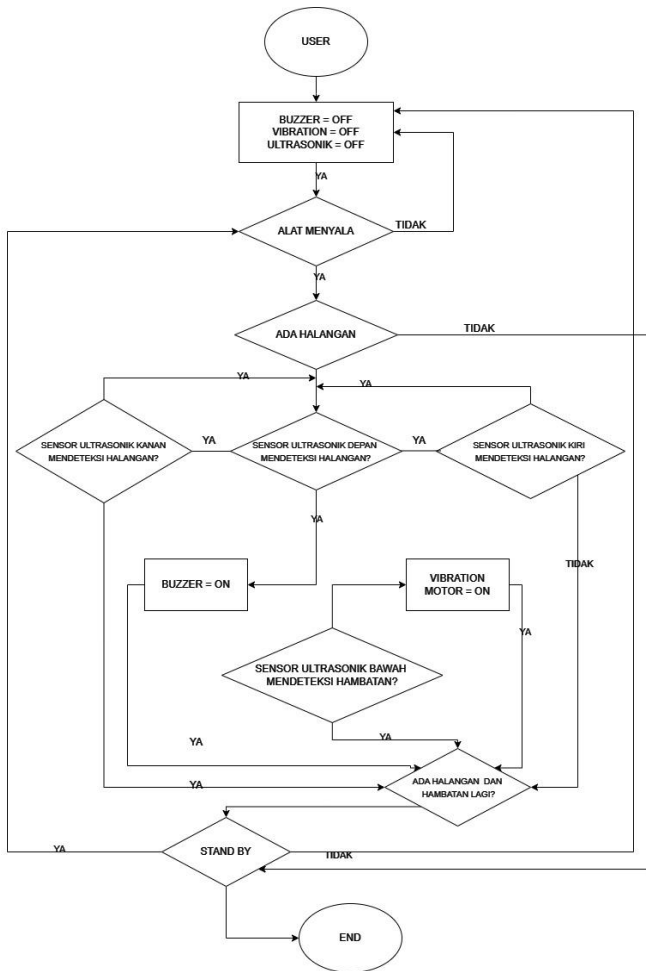 USER
BUZZER = OFF
VIBRATION = OFF
ULTRASONIK = OFF
YA
ALAT MENYALA
TIDAK
YA
ADA HALANGAN
TIDAK
YA
YA
SENSOR ULTRASONIK KANAN
MENDETEKSI HALANGAN?
YA
SENSOR ULTRASONIK DEPAN
MENDETEKSI HALANGAN?
YA
SENSOR ULTRASONIK KIRI
MENDETEKSI HALANGAN?
YA
TIDAK
BUZZER = ON
VIBRATION
MOTOR = ON
YA
SENSOR ULTRASONIK BAWAH
MENDETEKSI HAMBATAN?
YA
YA
YA
ADA HALANGAN DAN
HAMBATAN LAGI?
YA
STAND BY
TIDAK
END